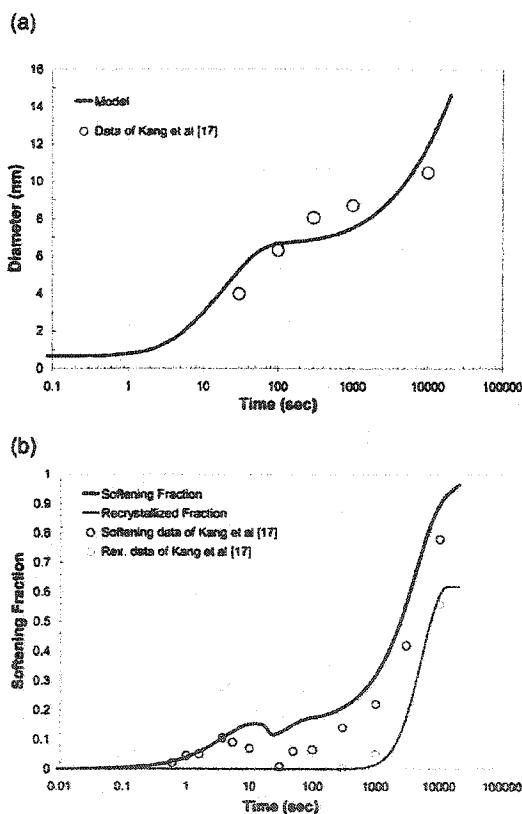 (a)
16
14
12
10
8
6
4
2
0
Diameter (nm)
Model
Data of Kang et al [17]
0.1 1 10 100 1000 10000 100000
Time (sec)
(b)
1
0.9
0.8
0.7
0.6
0.5
0.4
0.3
0.2
0.1
0
Softening Fraction
Softening Fraction
Recrystallized Fraction
Softening data of Kang et al [17]
Rex. data of Kang et al [17]
0.01 0.1 1 10 100 1000 10000 100000
Time (sec)